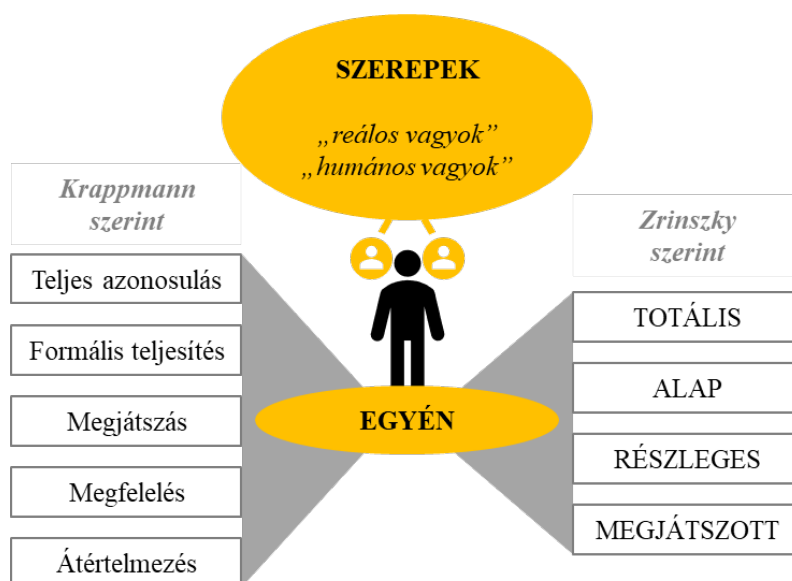 SZEREPEK
„reálos vagyok”
„humános vagyok”
Krappmann
szerint
Teljes azonosulás
Formális teljesítés
Megjátszás
Megfelelés
Átértelmezés
EGYÉN
Zrinszky
szerint
TOTÁLIS
ALAP
RÉSZLEGES
MEGJÁTSZOTT